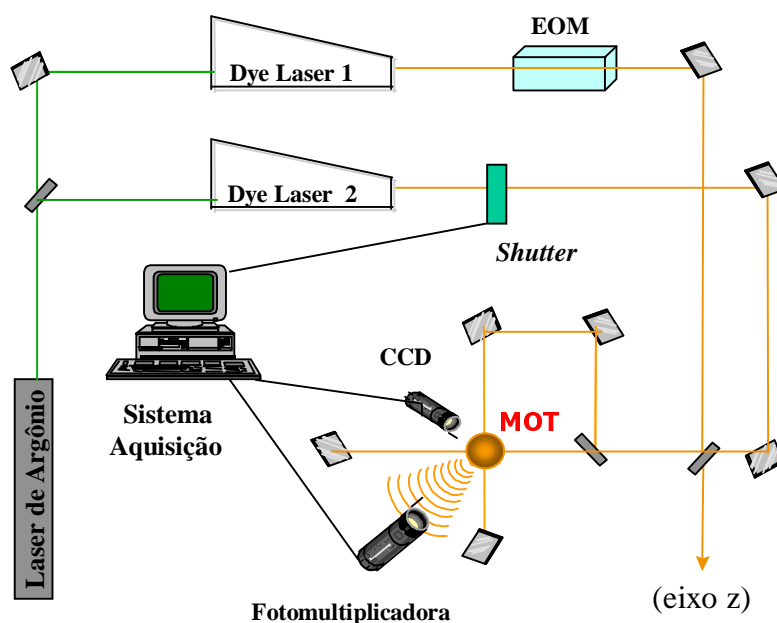 EOM
Dye Laser 1
Dye Laser 2
Shutter
CCD
MOT
Sistema
Aquisição
Laser de Argônio
(eixo z)
Fotomultiplicadora